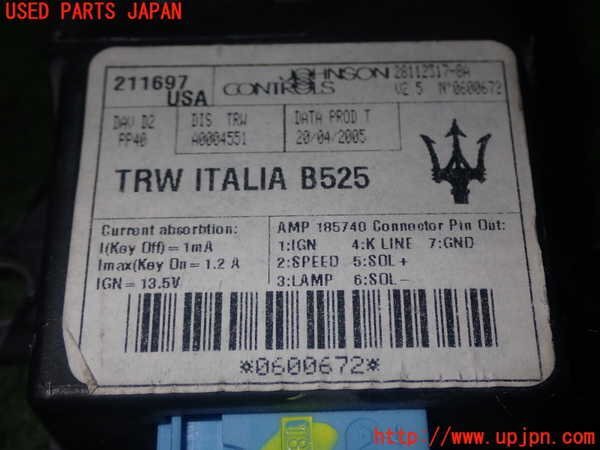 USED PARTS JAPAN
211697
USA
JOHNSON
CONTROLS
28112517-8A
V2 5 N°0600672
DAV D2
PP40
DIS TRW
A0004551
DATA PROD T
20/04/2005
TRW ITALIA B525
Current absorbtion:
I(Key Off)= 1mA
Imax(Key On= 1.2 A
IGN = 13.5V
AMP 185740 Connector Pin Out:
1:IGN 4:K LINE 7:GND
2:SPEED 5:SOL +
3:LAMP 6:SOL-
*0600672*
http://www.upjpn.com/